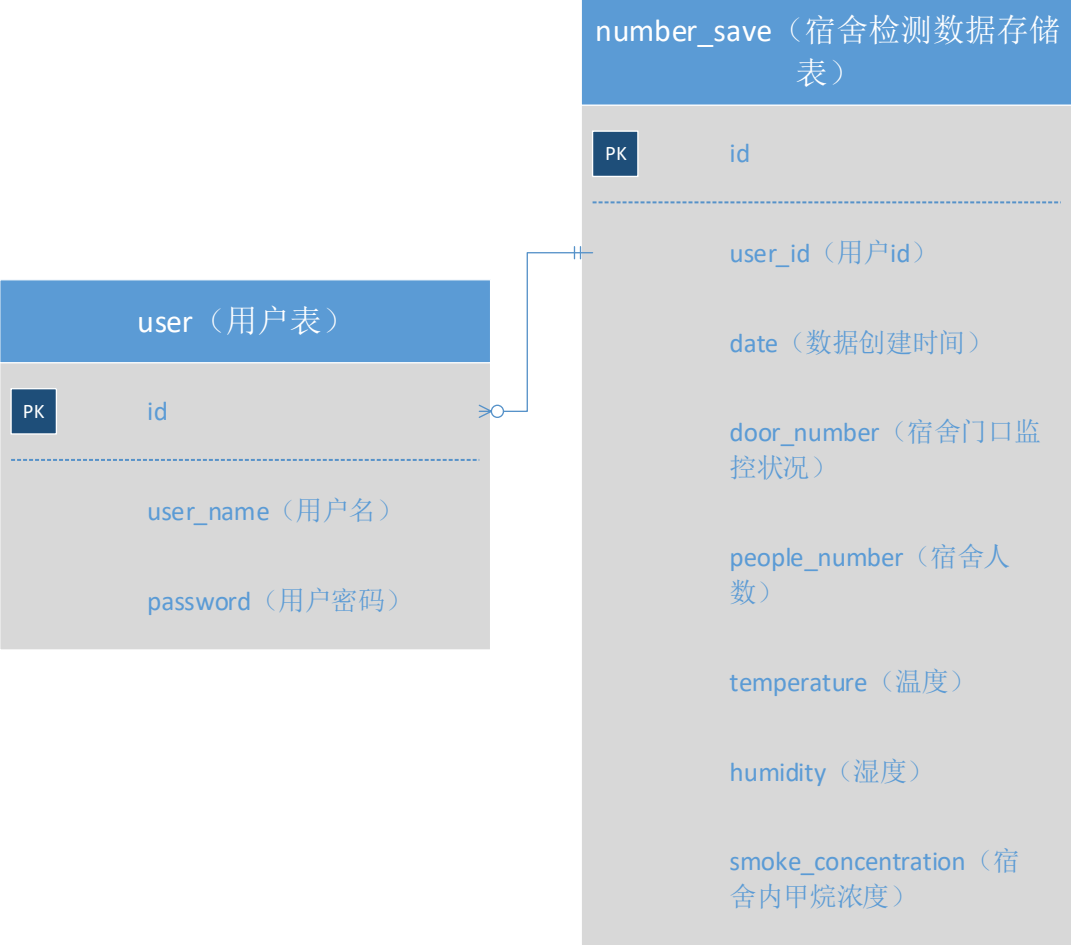 number_save（宿舍检测数据存储
表）
PK
id
user_id（用户id）
date（数据创建时间）
door_number（宿舍门口监
控状况）
people_number（宿舍人
数）
temperature（温度）
humidity（湿度）
smoke_concentration（宿
舍内甲烷浓度）
user（用户表）
PK
id
user_name（用户名）
password（用户密码）